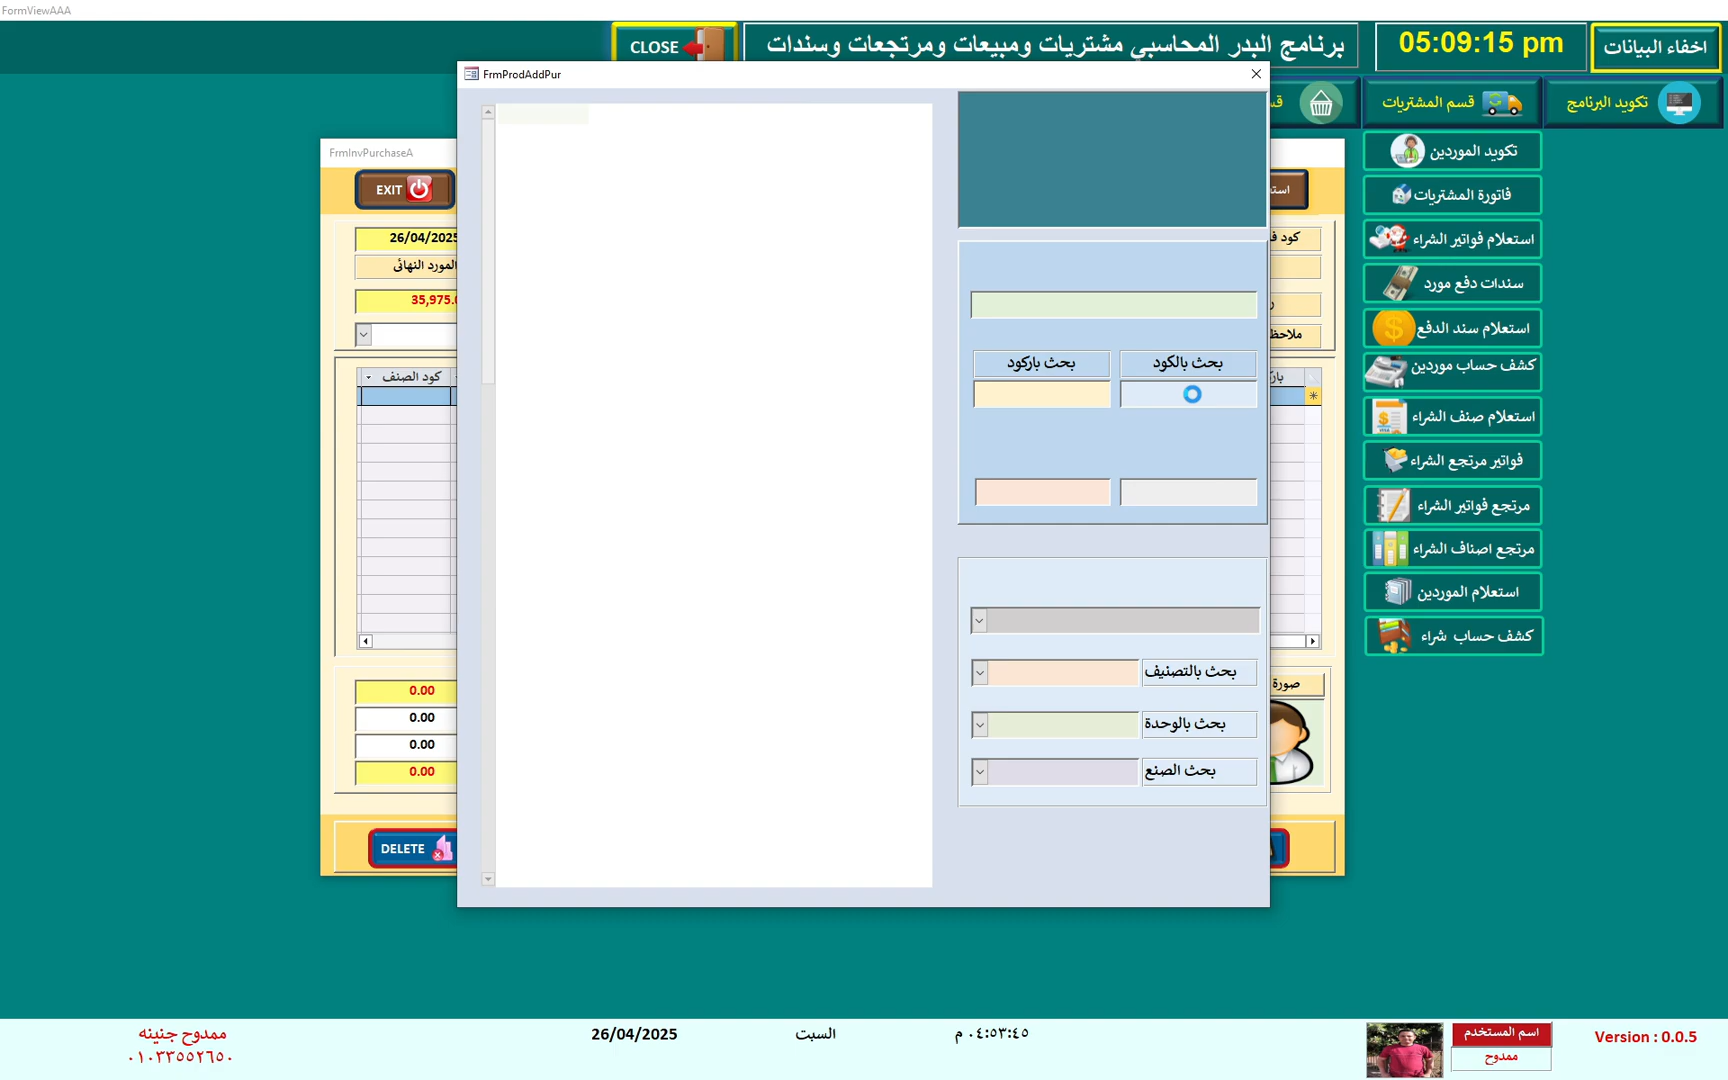 FormViewAAA
CLOSE
برنامج البدر المحاسبي مشتريات ومبيعات ومرتجعات وسندات
05:09:15 pm
اخفاء البيانات
FrmProdAddPur
تكويد البرنامج
قسم المشتريات
تكويد الموردين
فاتورة المشتريات
استعلام فواتير الشراء
سندات دفع مورد
استعلام سند الدفع
كشف حساب موردين
استعلام صنف الشراء
فواتير مرتجع الشراء
مرتجع فواتير الشراء
مرتجع اصناف الشراء
استعلام الموردين
كشف حساب شراء
FrmInvPurchaseA
EXIT
26/04/2025
كود
المورد النهائى
35,975.
كود الصنف
بحث بالكود
بحث باركود
بحث بالتصنيف
بحث بالوحدة
بحث الصنع
صورة
0.00
0.00
0.00
0.00
DELETE
ممدوح جنينه
٠١٠٣٣٥٥٢٦٥٠
26/04/2025
السبت
٠٤:٥٣:٤٥ م
اسم المستخدم
ممدوح
Version : 0.0.5